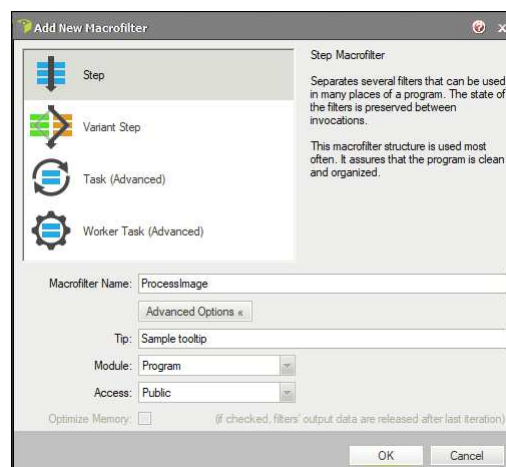 Add New Macrofilter
Step
Variant Step
Task (Advanced)
Worker Task (Advanced)
Step Macrofilter
Separates several filters that can be used
in many places of a program. The state of
the filters is preserved between
invocations.
This macrofilter structure is used most
often. It assures that the program is clean
and organized.
Macrofilter Name: ProcessImage
Advanced Options «
Tip: Sample tooltip
Module: Program
Access: Public
Optimize Memory: (if checked, filters' output data are released after last iteration)
OK Cancel